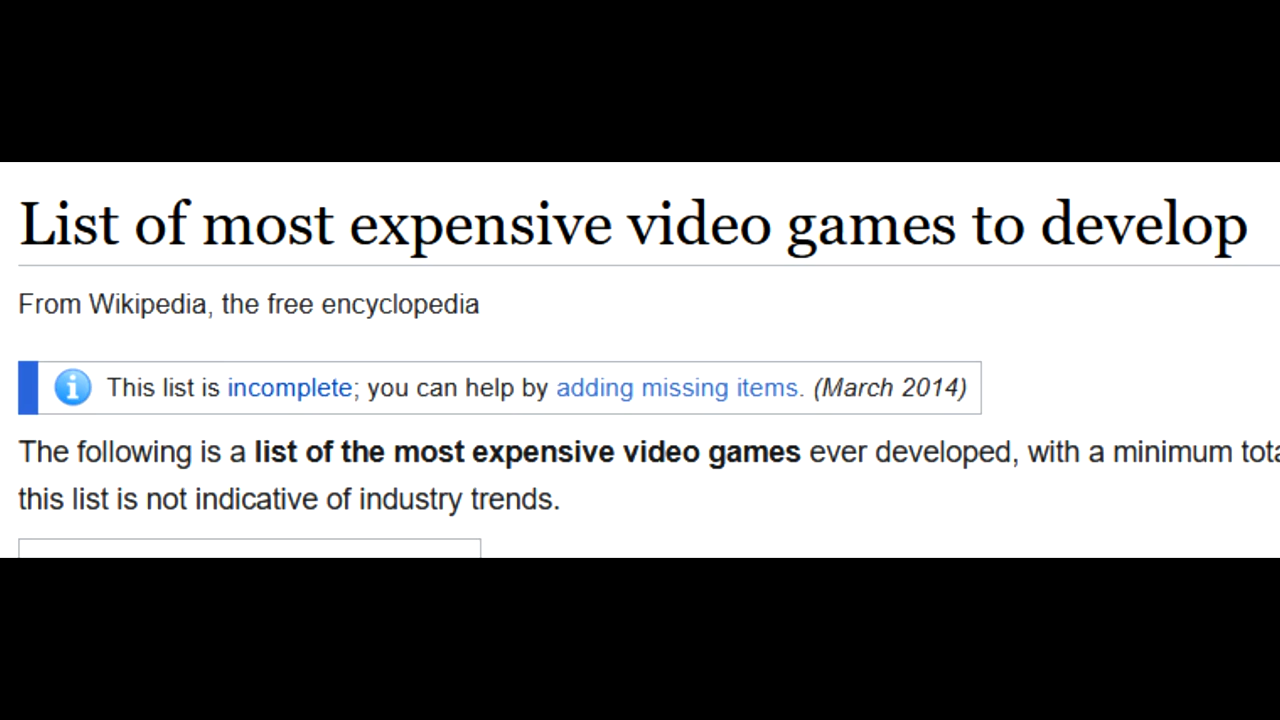 List of most expensive video games to develop
From Wikipedia, the free encyclopedia
This list is incomplete; you can help by adding missing items. (March 2014)
The following is a list of the most expensive video games ever developed, with a minimum
this list is not indicative of industry trends.